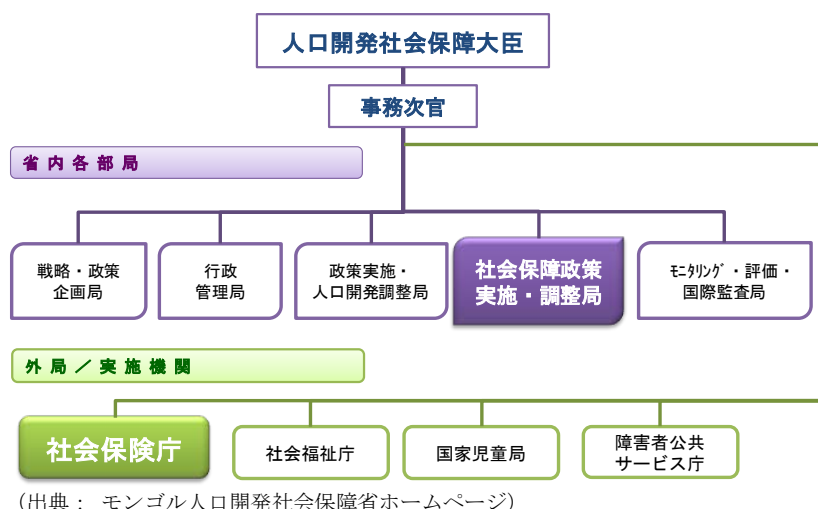 人口開発社会保障大臣
事務次官
省内各部局
戦略・政策
企画局
行政
管理局
政策実施・
人口開発調整局
社会保障政策
実施・調整局
ﾓﾆﾀﾘﾝｸﾞ・評価・
国際監査局
外局／実施機関
社会保険庁
社会福祉庁
国家児童局
障害者公共
サービス庁
（出典： モンゴル人口開発社会保障省ホームページ）